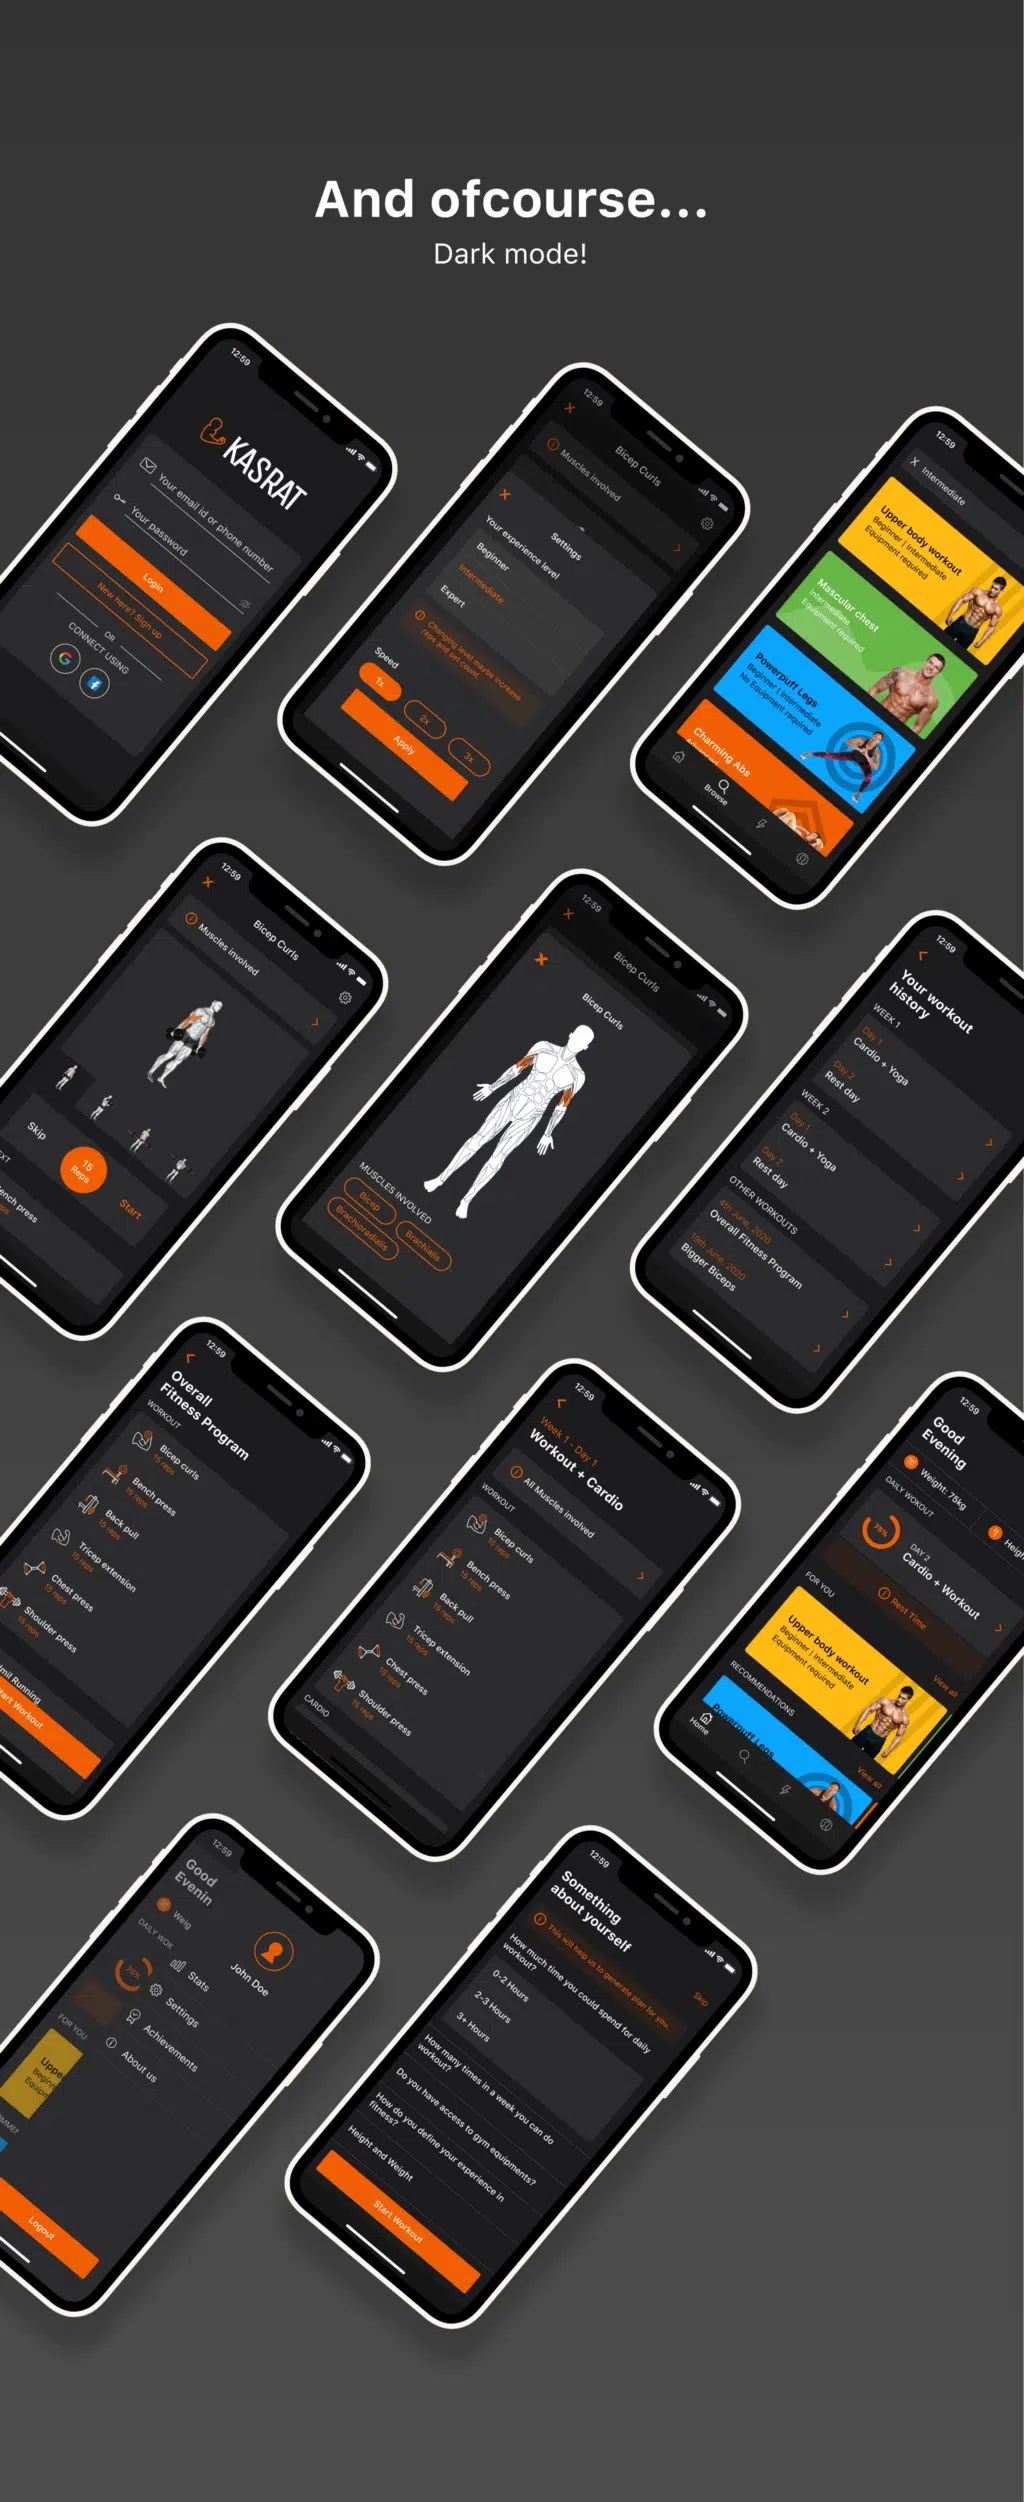 And ofcourse...
Dark mode!
12:59
KASRAT
Your email id or phone number
Your password
Login
New here? Sign up
OR
CONNECT USING
12:59
Bicep Curls
Muscles involved
Settings
Your experience level
Beginner
Intermediate
Expert
Changing level maybe increase
reps and set count.
Speed
1x
2x
3x
Apply
12:59
Intermediate
Upper body workout
Beginner | Intermediate
Equipment required
Mascular chest
Intermediate
Equipment required
Powerpuff Legs
Beginner | Intermediate
No Equipment required
Charming Abs
Browse
12:59
Bicep Curls
Muscles involved
Skip
15
Reps
Start
EXT
ench press
eps
12:59
Bicep Curls
Bicep Curls
MUSCLES INVOLVED
Bicep
Brachialis
Brachioradialis
12:59
Your workout
history
WEEK 1
Day 1
Cardio + Yoga
Day 2
Rest day
WEEK 2
Day 1
Cardio + Yoga
Day 2
Rest day
OTHER WORKOUTS
4th June, 2020
Overall Fitness Program
19th June, 2020
Bigger Biceps
12:59
Overall
Fitness Program
WORKOUT
Bicep curls
15 reps
Bench press
15 reps
Back pull
15 reps
Tricep extension
15 reps
Chest press
15 reps
Shoulder press
15 reps
mil Running
tart Workout
12:59
Week 1 - Day 1
Workout + Cardio
All Muscles involved
WORKOUT
Bicep curls
15 reps
Bench press
15 reps
Back pull
15 reps
Tricep extension
15 reps
Chest press
15 reps
Shoulder press
15 reps
CARDIO
12:59
Good
Evening
Weight: 75kg
Heigh
DAILY WOKOUT
75%
DAY 2
Cardio + Workout
Rest Time
FOR YOU
View all
Upper body workout
Beginner | Intermediate
Equipment required
RECOMMENDATIONS
View all
Powerpuff Legs
Home
12:59
Good
Evenin
Weig
DAILY WOK
75%
FOR YOU
Uppe
Beginn
Equipm
OMME
John Doe
Stats
Settings
Achievements
About us
Logout
12:59
Something
about yourself
Skip
This will help us to generate plan for you.
How much time you could spend for daily
workout?
0-2 Hours
2-3 Hours
3+ Hours
How many times in a week you can do
workout?
Do you have access to gym equipments?
How do you define your experience in
fitness?
Height and Weight
Start Workout